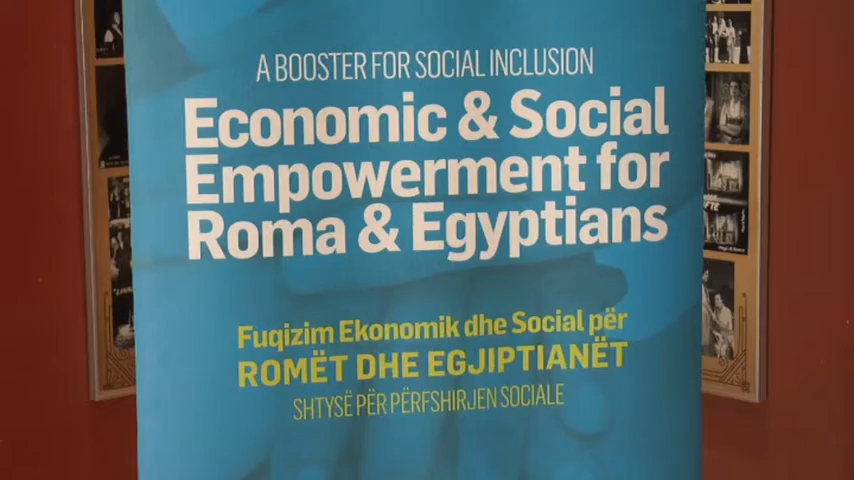 A BOOSTER FOR SOCIAL INCLUSION
Economic & Social
Empowerment for
Roma & Egyptians
Fuqizim Ekonomik dhe Social për
ROMËT DHE EGJIPTIANËT
SHTYSË PËR PËRFSHIRJEN SOCIALE